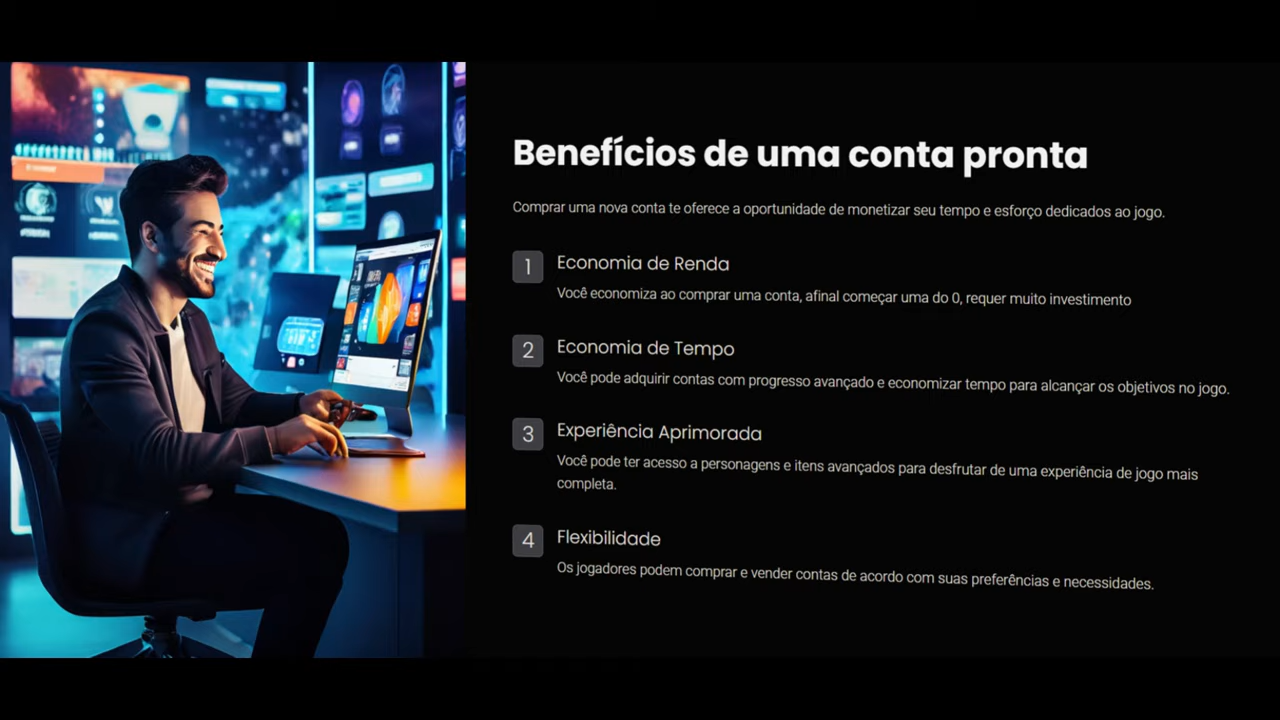 Benefícios de uma conta pronta
Comprar uma nova conta te oferece a oportunidade de monetizar seu tempo e esforço dedicados ao jogo.
1 Economia de Renda
Você economiza ao comprar uma conta, afinal começar uma do 0, requer muito investimento
2 Economia de Tempo
Você pode adquirir contas com progresso avançado e economizar tempo para alcançar os objetivos no jogo.
3 Experiência Aprimorada
Você pode ter acesso a personagens e itens avançados para desfrutar de uma experiência de jogo mais
completa.
4 Flexibilidade
Os jogadores podem comprar e vender contas de acordo com suas preferências e necessidades.